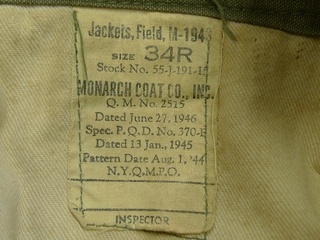 Jackets, Field, M-1943
SIZE 34R
Stock No. 55-J-191-15
MONARCH COAT CO., INC.
Q. M. No. 2515
Dated June 27, 1946
Spec. P. Q. D. No. 370-E
Dated 13 Jan., 1945
Pattern Date Aug. 1, '44
N.Y.Q.M.P.O.
INSPECTOR